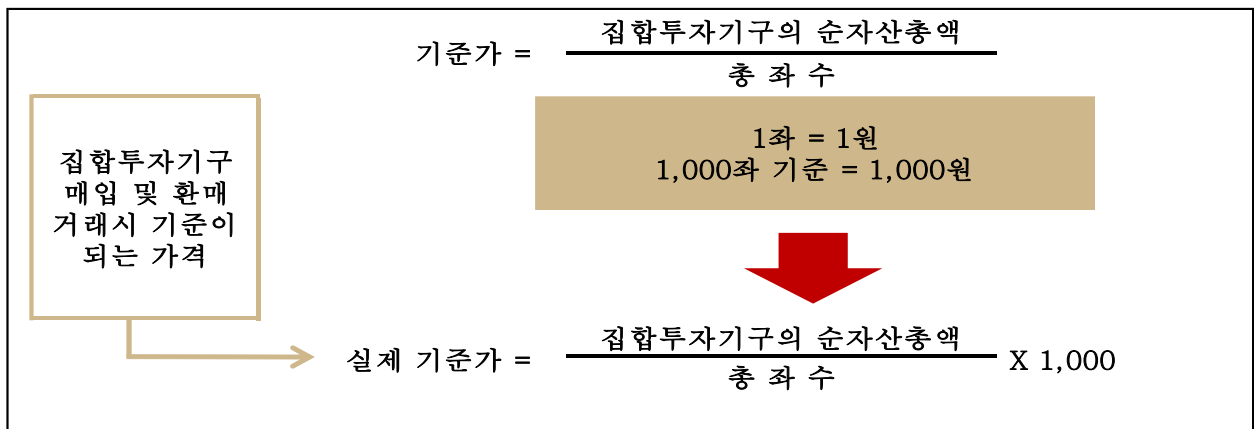 기준가 =
집합투자기구의 순자산총액
총 좌 수
1좌 = 1원
1,000좌 기준 = 1,000원
집합투자기구
매입 및 환매
거래시 기준이
되는 가격
실제 기준가 =
집합투자기구의 순자산총액
총 좌 수
X 1,000